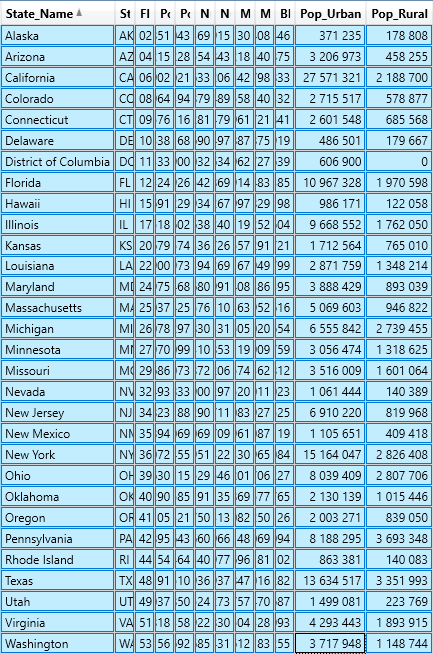 State_Name St FI Pc Pc N N M M Bl Pop_Urban Pop_Rural
Alaska AK 02 51 43 69 15 30 08 46 371 235 178 808
Arizona AZ 04 15 28 54 43 18 40 75 3 206 973 458 255
California CA 06 02 21 33 06 42 98 33 27 571 321 2 188 700
Colorado CO 08 64 94 79 89 58 40 32 2 715 517 578 877
Connecticut CT 09 76 16 81 79 61 21 41 2 601 548 685 568
Delaware DE 10 38 68 90 97 87 75 19 486 501 179 667
District of Columbia DC 11 33 00 32 34 62 27 39 606 900 0
Florida FL 12 24 26 42 69 14 83 85 10 967 328 1 970 598
Hawaii HI 15 91 29 34 67 97 29 98 986 171 122 058
Illinois IL 17 18 02 38 40 19 52 04 9 668 552 1 762 050
Kansas KS 20 79 74 36 26 57 91 21 1 712 564 765 010
Louisiana LA 22 00 73 94 69 67 49 99 2 871 759 1 348 214
Maryland 24 75 68 80 91 08 86 95 3 888 429 893 039
Massachusetts 25 37 25 76 10 63 52 16 5 069 603 946 822
Michigan MI 26 78 97 30 31 05 20 54 6 555 842 2 739 455
Minnesota 27 70 99 10 53 19 09 59 3 056 474 1 318 625
Missouri 29 86 73 72 06 74 62 12 3 516 009 1 601 064
Nevada NV 32 93 33 00 97 20 11 23 1 061 444 140 389
New Jersey NJ 34 23 88 90 11 83 27 25 6 910 220 819 968
New Mexico 35 94 69 69 09 61 87 19 1 105 651 409 418
New York NY 36 72 55 51 22 30 65 84 15 164 047 2 826 408
Ohio OH 39 30 15 29 46 01 06 27 8 039 409 2 807 706
Oklahoma OK 40 90 85 91 35 69 77 65 2 130 139 1 015 446
Oregon OR 41 05 21 50 13 82 50 26 2 003 271 839 050
Pennsylvania PA 42 95 43 60 66 48 69 94 8 188 295 3 693 348
Rhode Island RI 44 54 64 40 77 96 81 02 863 381 140 083
Texas TX 48 91 10 36 37 47 16 82 13 634 517 3 351 993
Utah UT 49 37 50 24 73 57 70 87 1 499 081 223 769
Virginia VA 51 18 58 22 30 04 28 93 4 293 443 1 893 915
Washington 53 56 92 85 31 12 83 55 3 717 948 1 148 744